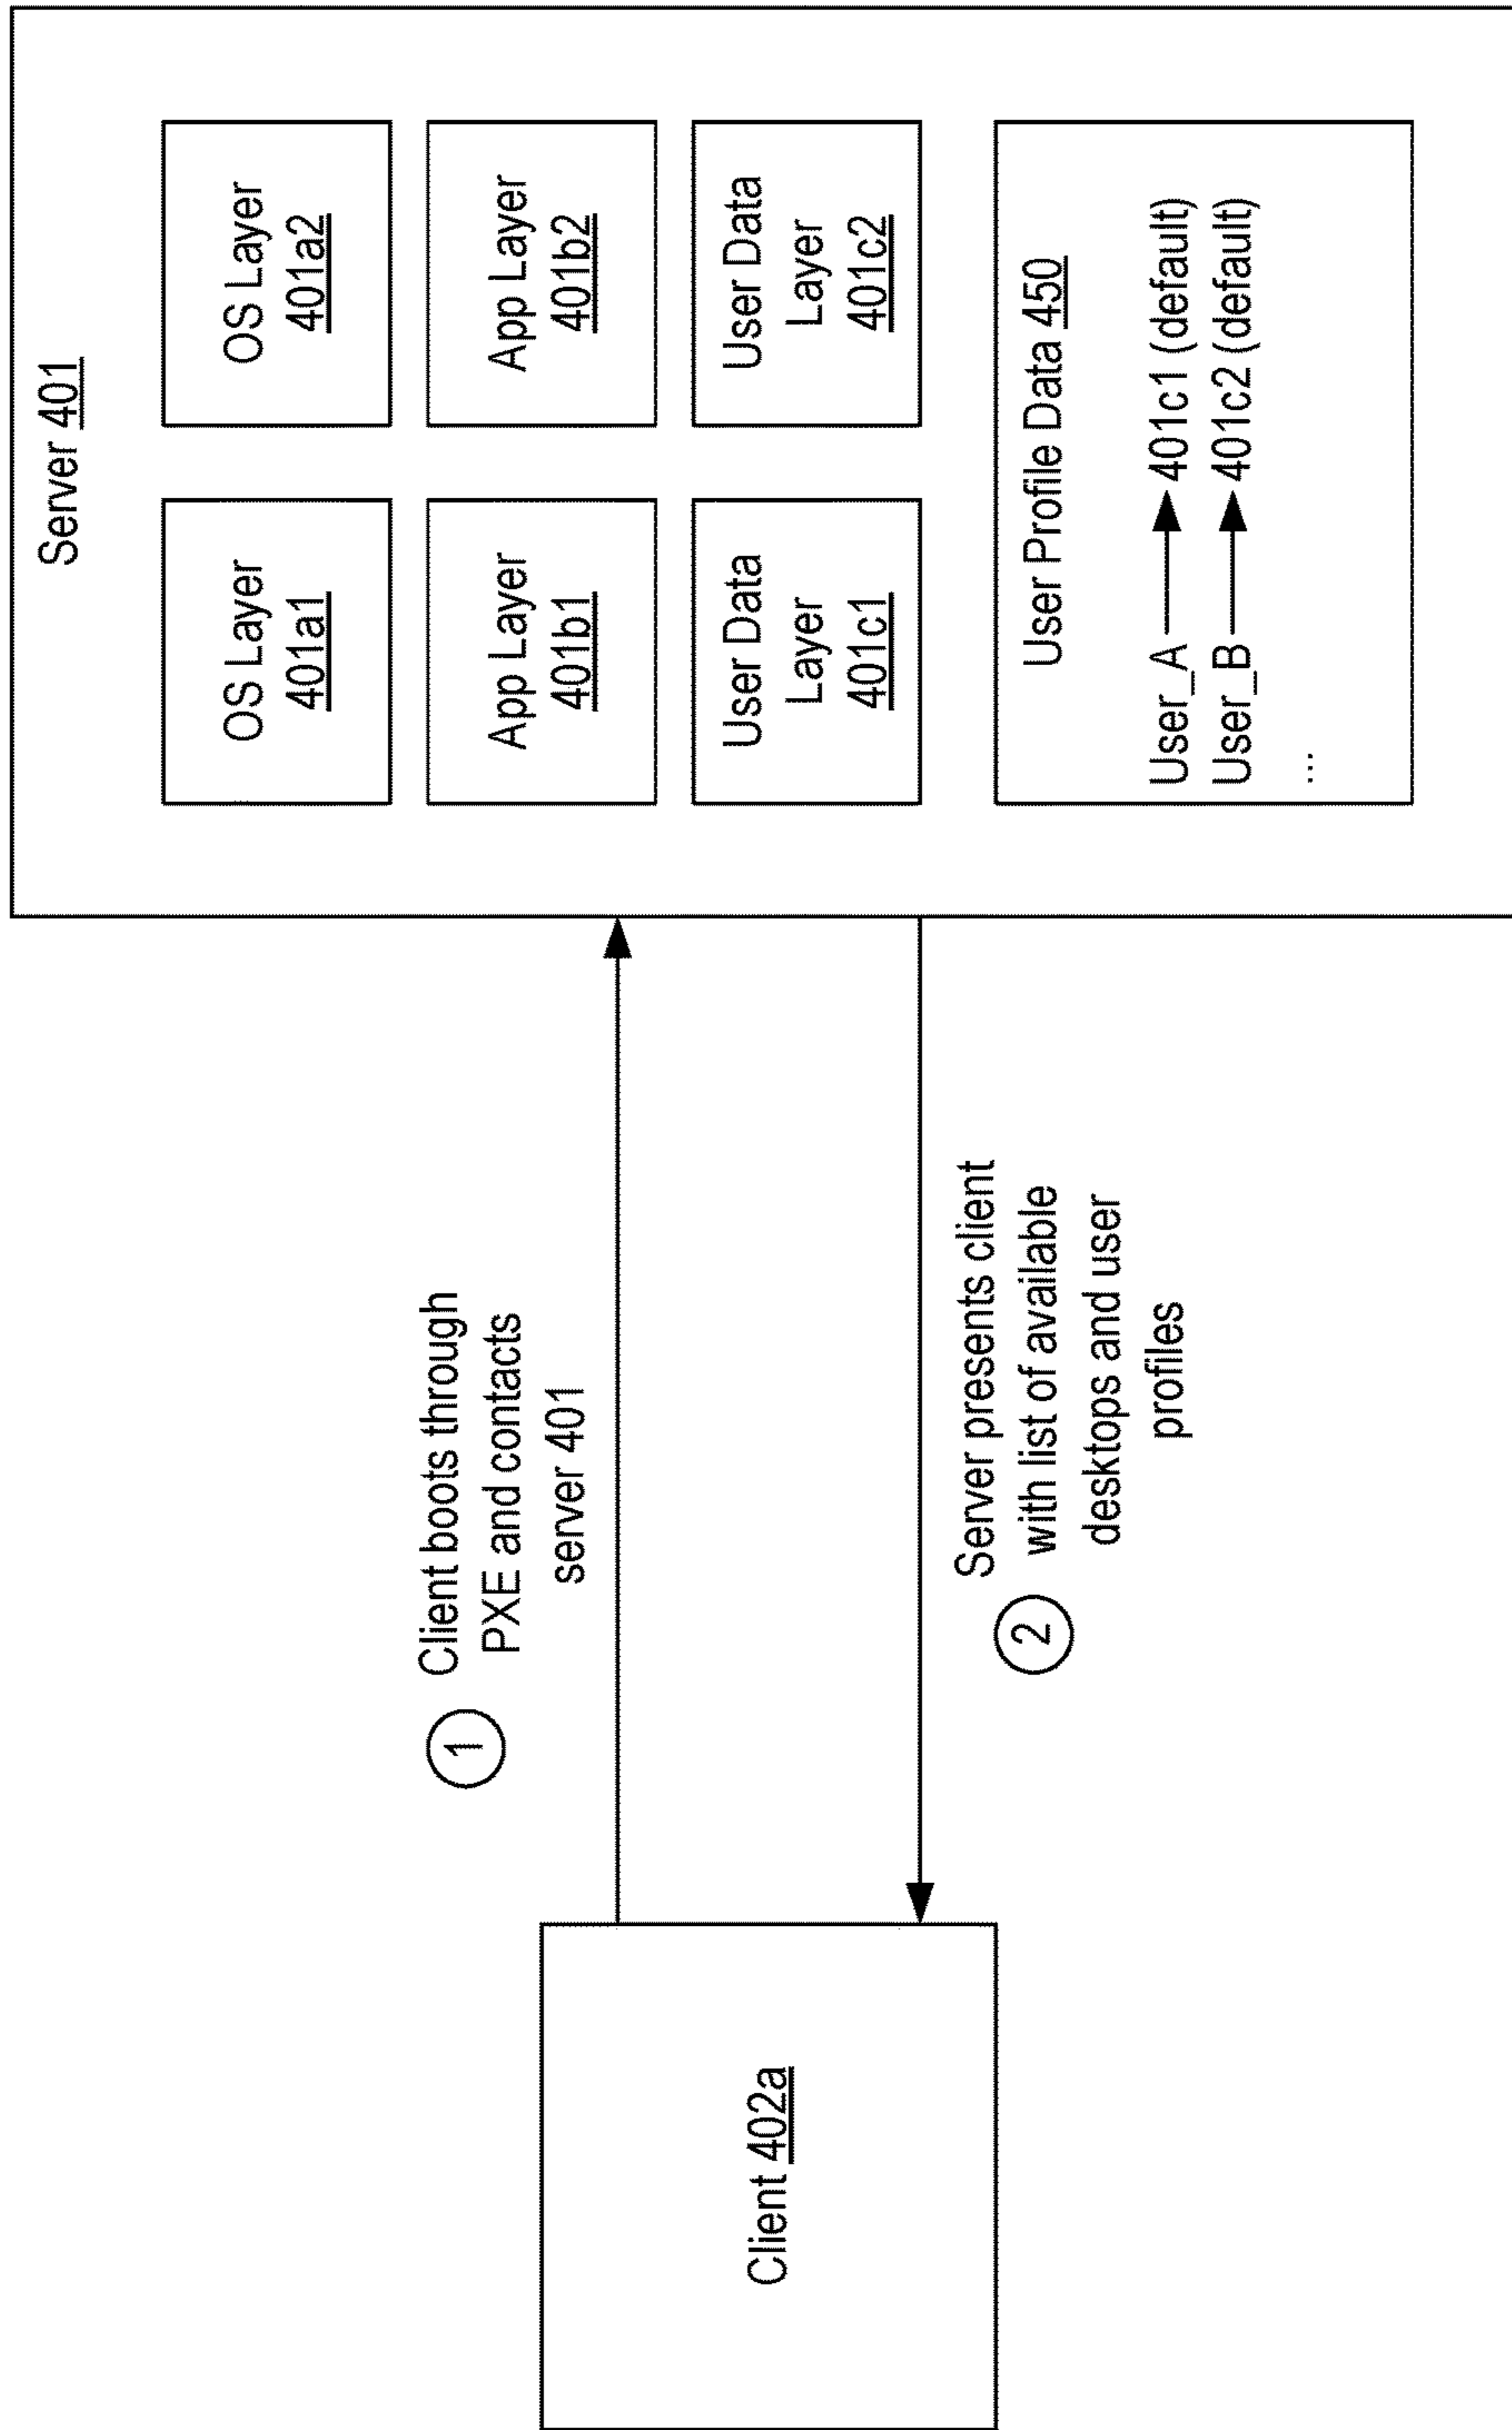 Server 401
OS Layer
401a1
OS Layer
401a2
App Layer
401b1
App Layer
401b2
User Data
Layer
401c1
User Data
Layer
401c2
User Profile Data 450
User_A 401c1 (default)
User_B 401c2 (default)
...
1
Client boots through
PXE and contacts
server 401
2
Server presents client
with list of available
desktops and user
profiles
Client 402a